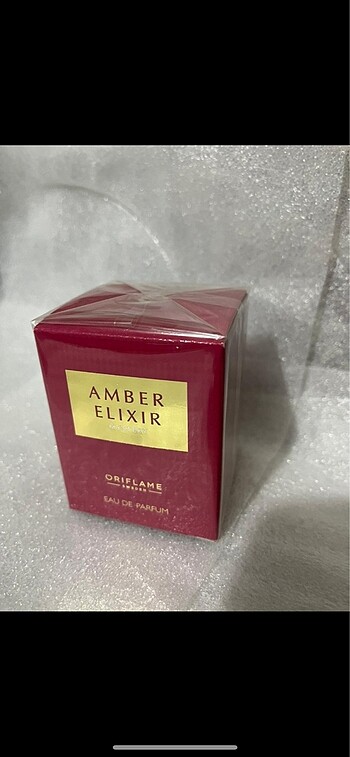 AMBER
ELIXIR
ORIFLAME
SWEDEN
EAU DE PARFUM